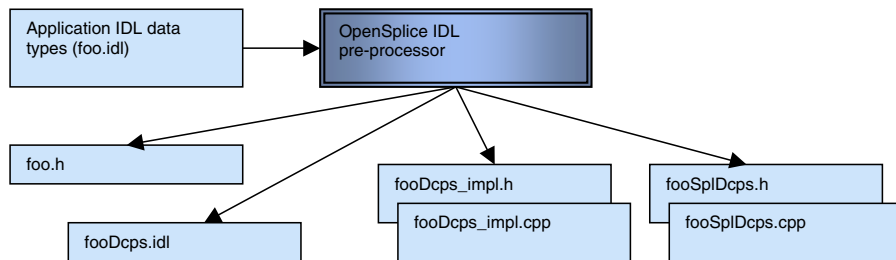 Application IDL data
types (foo.idl)
OpenSplice IDL
pre-processor
foo.h
fooDcps.idl
fooDcps_impl.h
fooDcps_impl.cpp
fooSplDcps.h
fooSplDcps.cpp